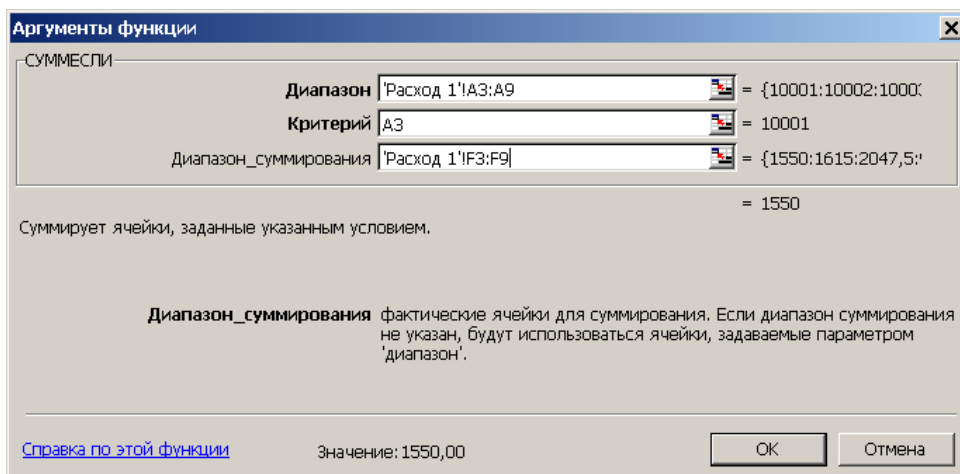 Аргументы функции
СУММЕСЛИ
Диапазон 'Расход 1'!A3:A9 = {10001:10002:1000
Критерий A3 = 10001
Диапазон_суммирования 'Расход 1'!F3:F9 = {1550:1615:2047,5:
= 1550
Суммирует ячейки, заданные указанным условием.
Диапазон_суммирования фактические ячейки для суммирования. Если диапазон суммирования
не указан, будут использоваться ячейки, задаваемые параметром
'диапазон'.
Справка по этой функции Значение:1550,00 ОК Отмена